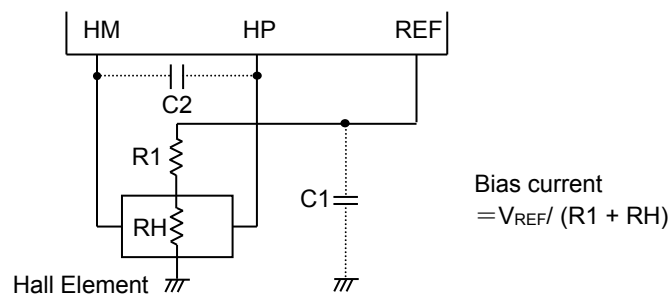 HM HP REF
C2
R1
C1
RH
Hall Element
Bias current
＝VREF/ (R1 + RH)